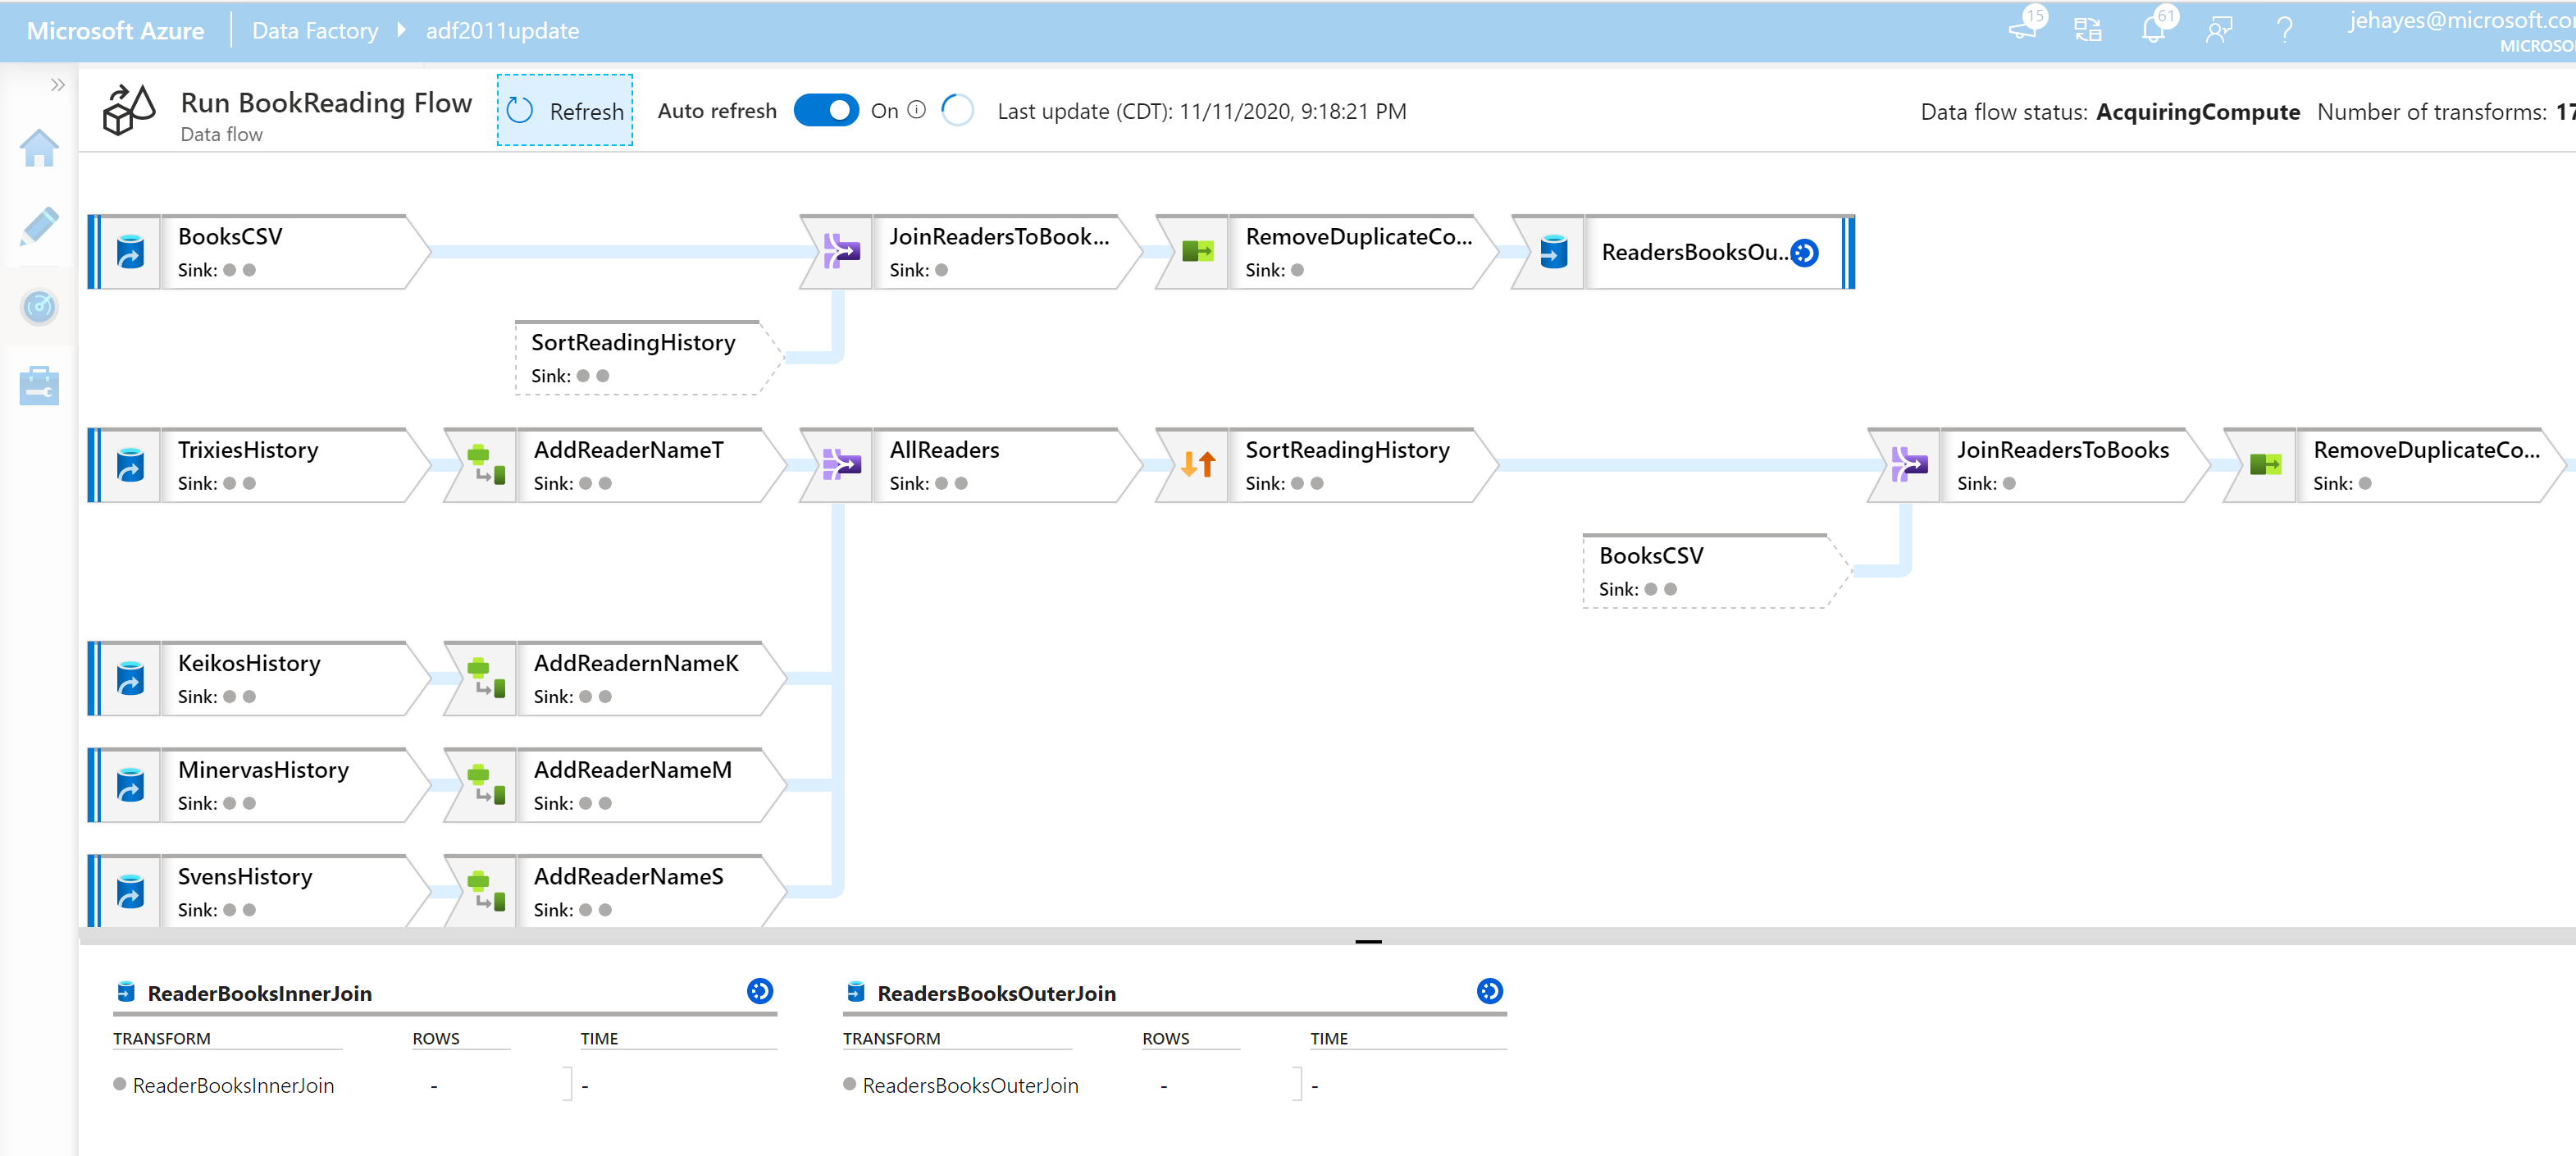 Microsoft Azure
Data Factory
adf2011update
15
61
?
jehayes@microsoft.co
MICROSO
Run BookReading Flow
Data flow
Refresh
Auto refresh
On
Last update (CDT): 11/11/2020, 9:18:21 PM
Data flow status: AcquiringCompute
Number of transforms: 17
BooksCSV
Sink:
JoinReadersToBook...
Sink:
RemoveDuplicateCo...
Sink:
ReadersBooksOu...
SortReadingHistory
Sink:
TrixiesHistory
Sink:
AddReaderNameT
Sink:
AllReaders
Sink:
SortReadingHistory
Sink:
JoinReadersToBooks
Sink:
RemoveDuplicateCo...
Sink:
BooksCSV
Sink:
KeikosHistory
Sink:
AddReadernNameK
Sink:
MinervasHistory
Sink:
AddReaderNameM
Sink:
SvensHistory
Sink:
AddReaderNameS
Sink:
ReaderBooksInnerJoin
TRANSFORM ROWS TIME
ReaderBooksInnerJoin - -
ReadersBooksOuterJoin
TRANSFORM ROWS TIME
ReadersBooksOuterJoin - -